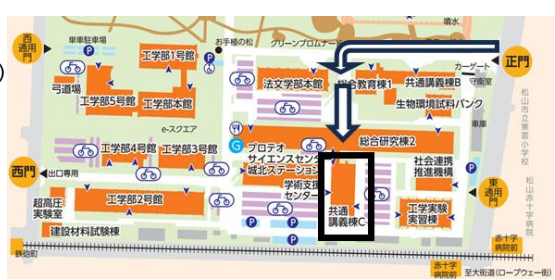 噴水
西通用門
単車駐車場
P
お手植の松
グリーンプロムナード
正門
工学部1号館
カーゲート
守衛室
弓道場
工学部5号館
工学部本館
法文学部本館
総合教育棟1
共通講義棟B
生物環境試料バンク
松山市立東雲小学校
e-スクエア
車庫
工学部4号館
工学部3号館
G
プロテオ
サイエンスセンター
城北ステーション
総合研究棟2
西門
出口専用
学術支援
センター
社会連携
推進機構
P
東通用門
超高圧
実験室
工学部2号館
共通
講義棟C
工学実験
実習棟
松山赤十字病院
建設材料試験棟
P
P
P
P
鉄砲町
赤十字
病院前
赤十字
病院前
至大街道(ロープウェー街)